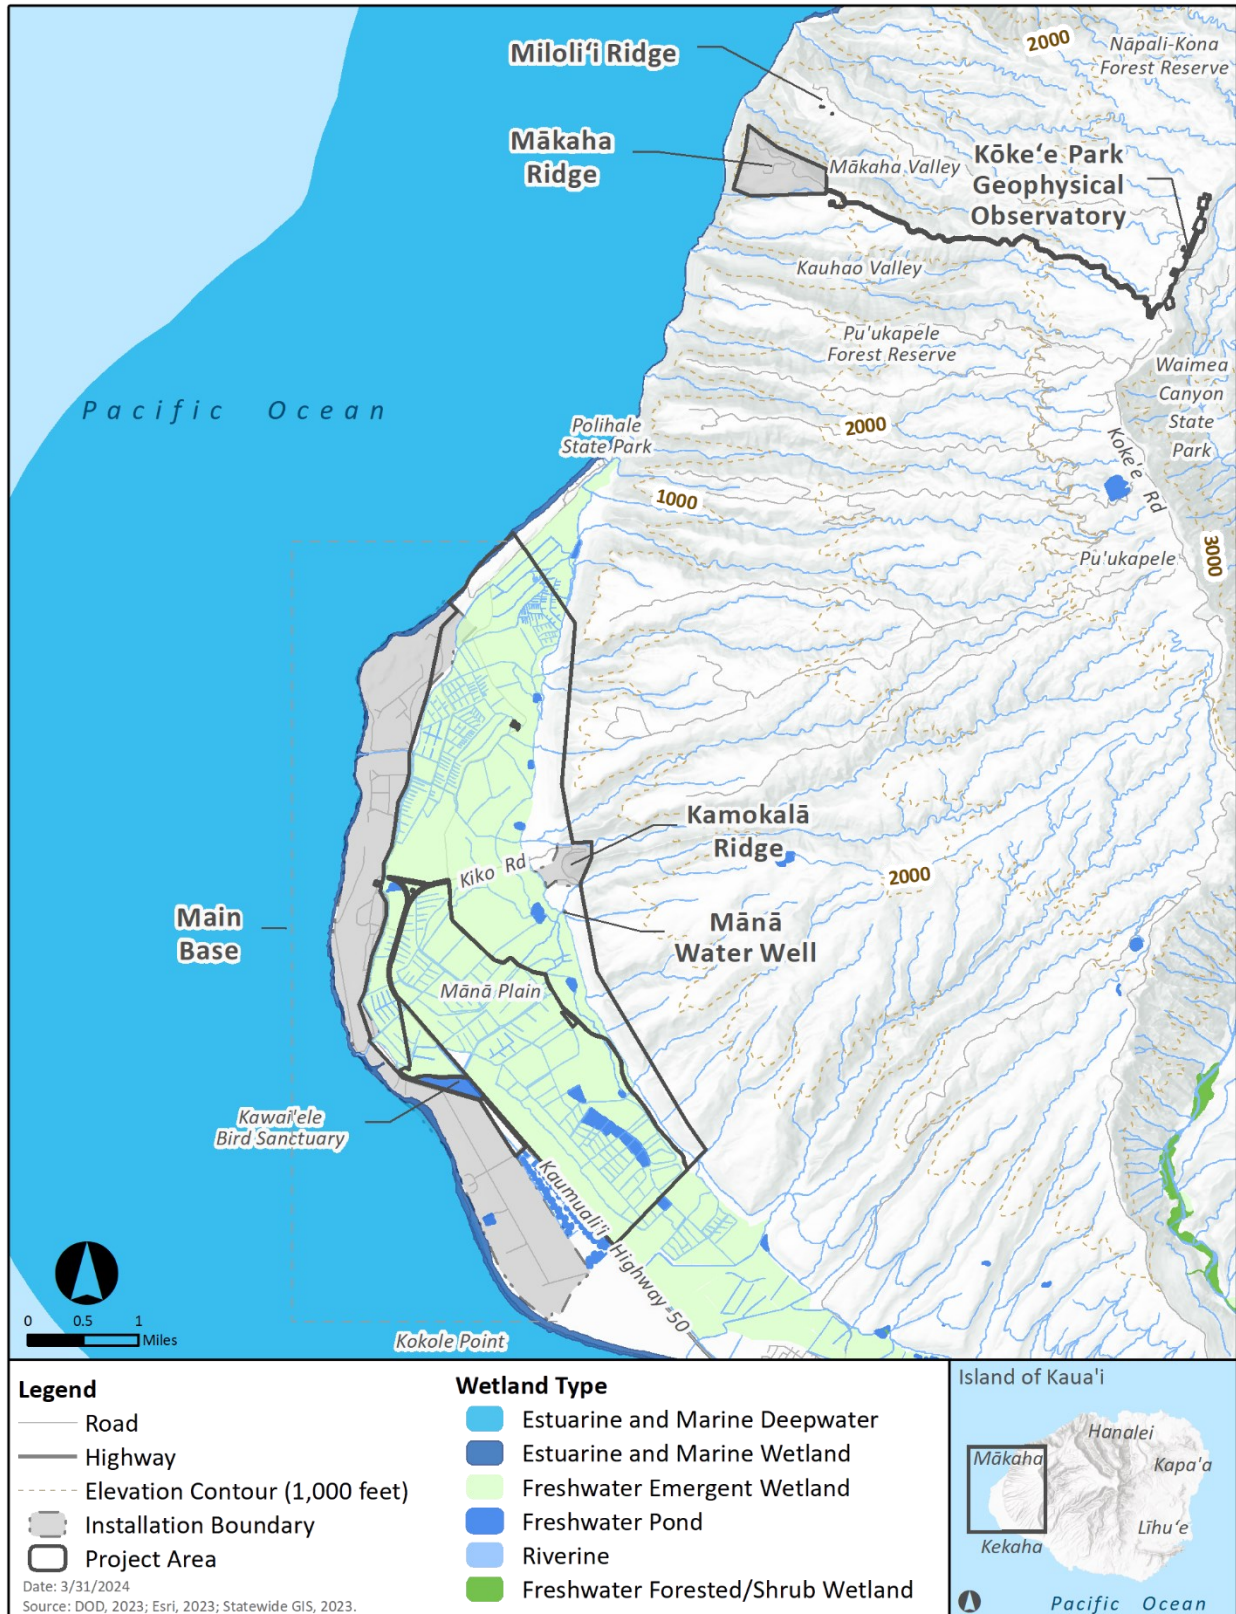 2000
Nāpali-Kona
Forest Reserve
Miloli‘i Ridge
Mākaha
Ridge
Mākaha Valley
Kōke‘e Park
Geophysical
Observatory
Kauhao Valley
Pu'ukapele
Forest Reserve
Waimea
Canyon
State
Park
Pacific Ocean
Polihale
State Park
2000
Koke'e Rd
1000
3000
Pu'ukapele
Kamokalā
Ridge
Kiko Rd
2000
Main
Base
Mānā
Water Well
Mānā Plain
Kawai'ele
Bird Sanctuary
Kaumuali'i Highway 50
0 0.5 1
Miles
Kokole Point
Legend
Road
Highway
Elevation Contour (1,000 feet)
Installation Boundary
Project Area
Date: 3/31/2024
Source: DOD, 2023; Esri, 2023; Statewide GIS, 2023.
Wetland Type
Estuarine and Marine Deepwater
Estuarine and Marine Wetland
Freshwater Emergent Wetland
Freshwater Pond
Riverine
Freshwater Forested/Shrub Wetland
Island of Kaua'i
Hanalei
Mākaha
Kapa'a
Līhu‘e
Kekaha
Pacific Ocean